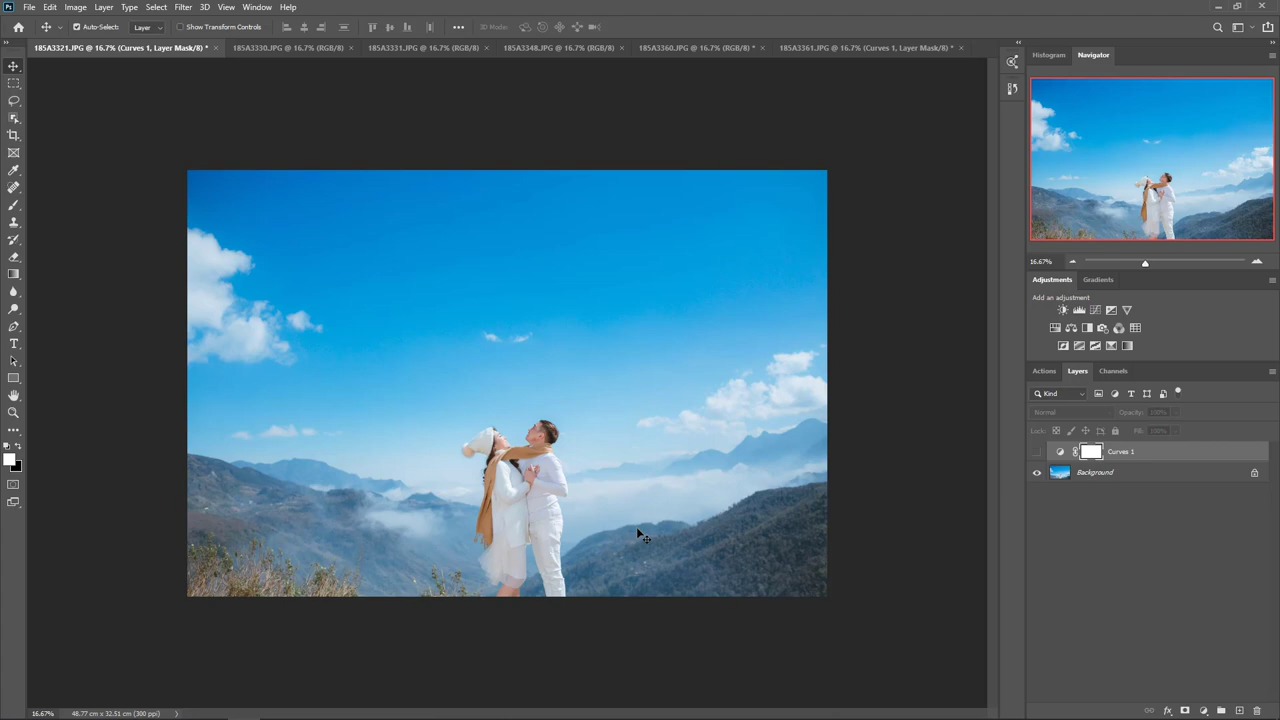 Ps File Edit Image Layer Type Select Filter 3D View Window Help
Auto-Select: Layer Show Transform Controls 3D Mode:
185A3321.JPG @ 16.7% (Curves 1, Layer Mask/8) * 185A3330.JPG @ 16.7% (RGB/8) 185A3331.JPG @ 16.7% (RGB/8) 185A3348.JPG @ 16.7% (RGB/8) 185A3360.JPG @ 16.7% (RGB/8) * 185A3361.JPG @ 16.7% (Curves 1, Layer Mask/8) *
Histogram Navigator
16.67%
Adjustments Gradients
Add an adjustment
Actions Layers Channels
Kind
Normal Opacity: 100%
Lock: Fill: 100%
Curves 1
Background
16.67% 48.77 cm x 32.51 cm (300 ppi)